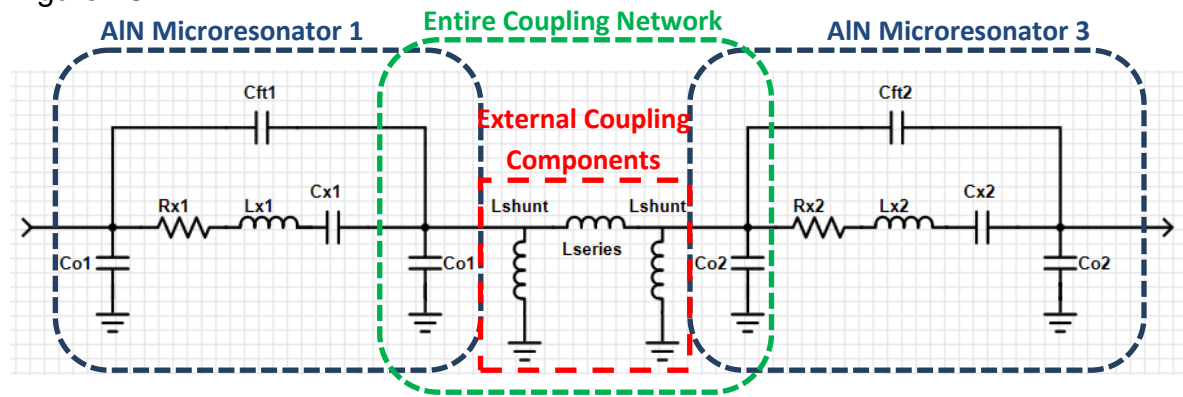 Entire Coupling Network
AlN Microresonator 1
AlN Microresonator 3
Cft1
Cft2
External Coupling
Components
Rx1
Lx1
Cx1
Lshunt
Lshunt
Rx2
Lx2
Cx2
Lseries
Co1
Co1
Co2
Co2